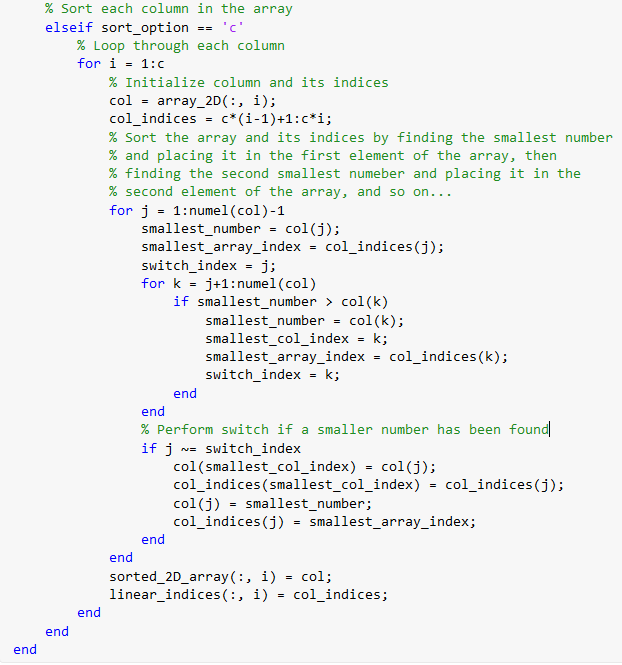 % Sort each column in the array
elseif sort_option == 'c'
% Loop through each column
for i = 1:c
% Initialize column and its indices
col = array_2D(:, i);
col_indices = c*(i-1)+1:c*i;
% Sort the array and its indices by finding the smallest number
% and placing it in the first element of the array, then
% finding the second smallest numeber and placing it in the
% second element of the array, and so on...
for j = 1:numel(col)-1
smallest_number = col(j);
smallest_array_index = col_indices(j);
switch_index = j;
for k = j+1:numel(col)
if smallest_number > col(k)
smallest_number = col(k);
smallest_col_index = k;
smallest_array_index = col_indices(k);
switch_index = k;
end
end
% Perform switch if a smaller number has been found
if j ~= switch_index
col(smallest_col_index) = col(j);
col_indices(smallest_col_index) = col_indices(j);
col(j) = smallest_number;
col_indices(j) = smallest_array_index;
end
end
sorted_2D_array(:, i) = col;
linear_indices(:, i) = col_indices;
end
end
end